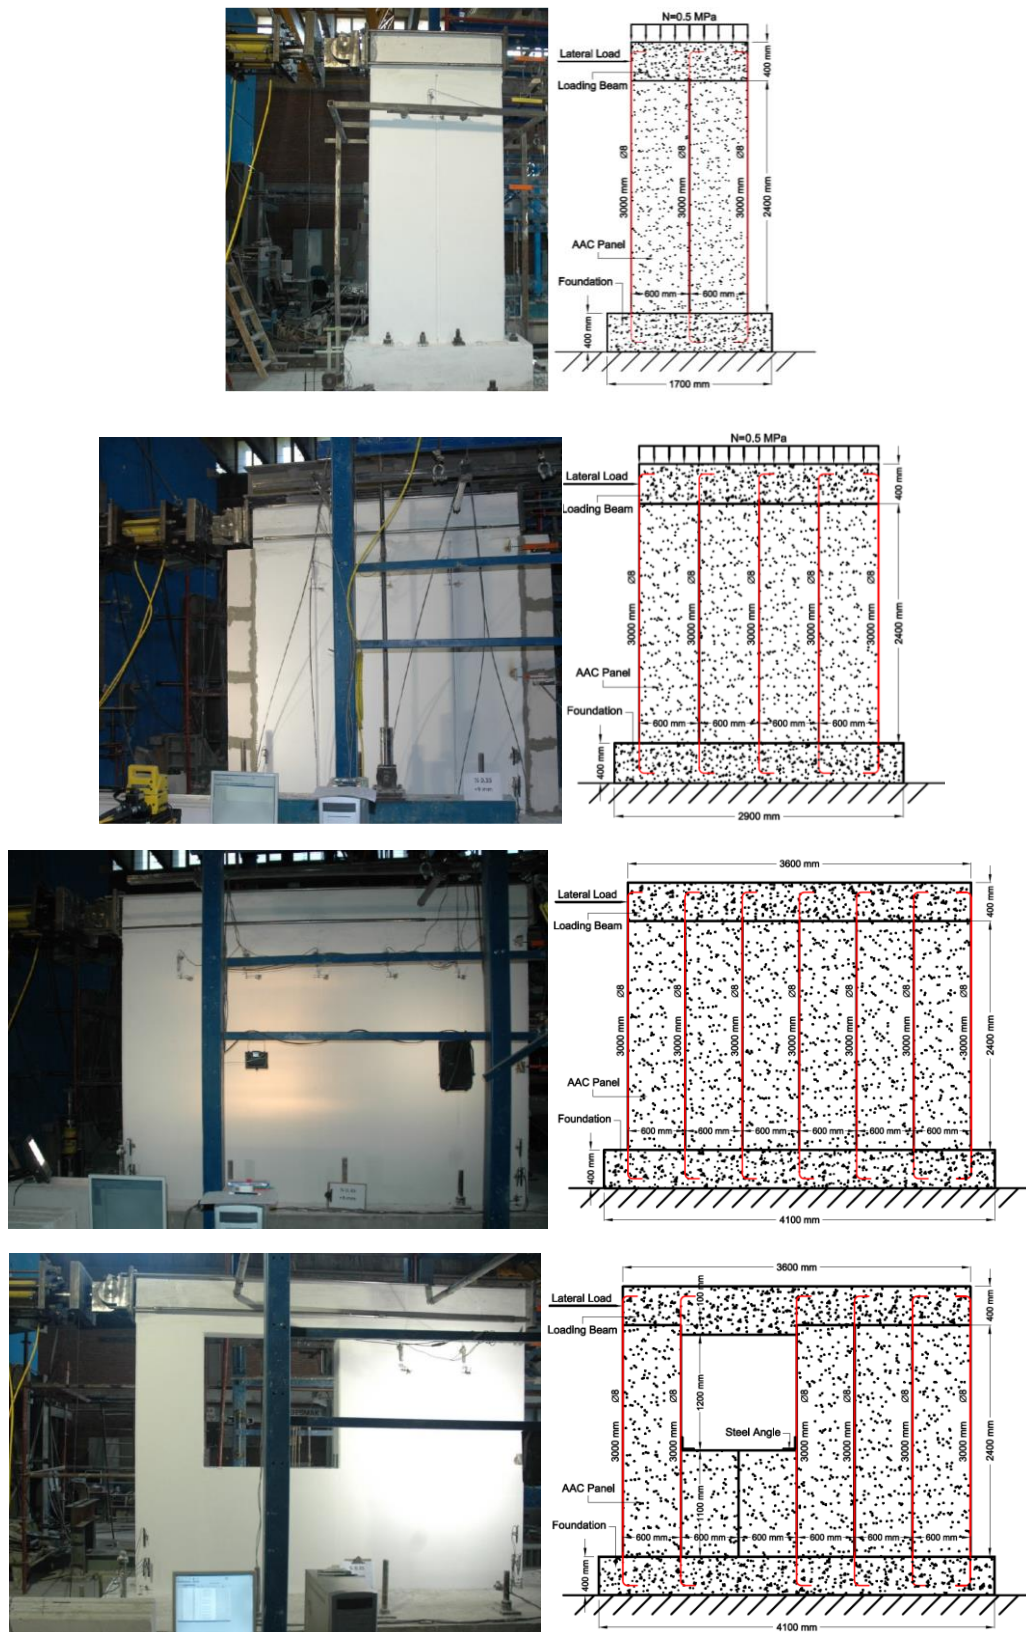 N=0.5 MPa
Lateral Load
Loading Beam
400 mm
Ø8
Ø8
Ø8
3000 mm
3000 mm
3000 mm
2400 mm
AAC Panel
Foundation
600 mm
600 mm
400 mm
1700 mm
N=0.5 MPa
Lateral Load
Loading Beam
400 mm
Ø8
Ø8
Ø8
Ø8
Ø8
3000 mm
3000 mm
3000 mm
3000 mm
3000 mm
2400 mm
AAC Panel
Foundation
600 mm
600 mm
600 mm
600 mm
400 mm
2900 mm
3600 mm
Lateral Load
Loading Beam
400 mm
Ø8
Ø8
Ø8
Ø8
Ø8
Ø8
Ø8
3000 mm
3000 mm
3000 mm
3000 mm
3000 mm
3000 mm
3000 mm
2400 mm
AAC Panel
Foundation
600 mm
600 mm
600 mm
600 mm
600 mm
600 mm
400 mm
4100 mm
3600 mm
Lateral Load
Loading Beam
400 mm
Ø8
Ø8
Ø8
Ø8
Ø8
Ø8
1200 mm
3000 mm
3000 mm
3000 mm
3000 mm
3000 mm
3000 mm
2400 mm
Steel Angle
AAC Panel
1100 mm
Foundation
600 mm
600 mm
600 mm
600 mm
600 mm
600 mm
400 mm
4100 mm